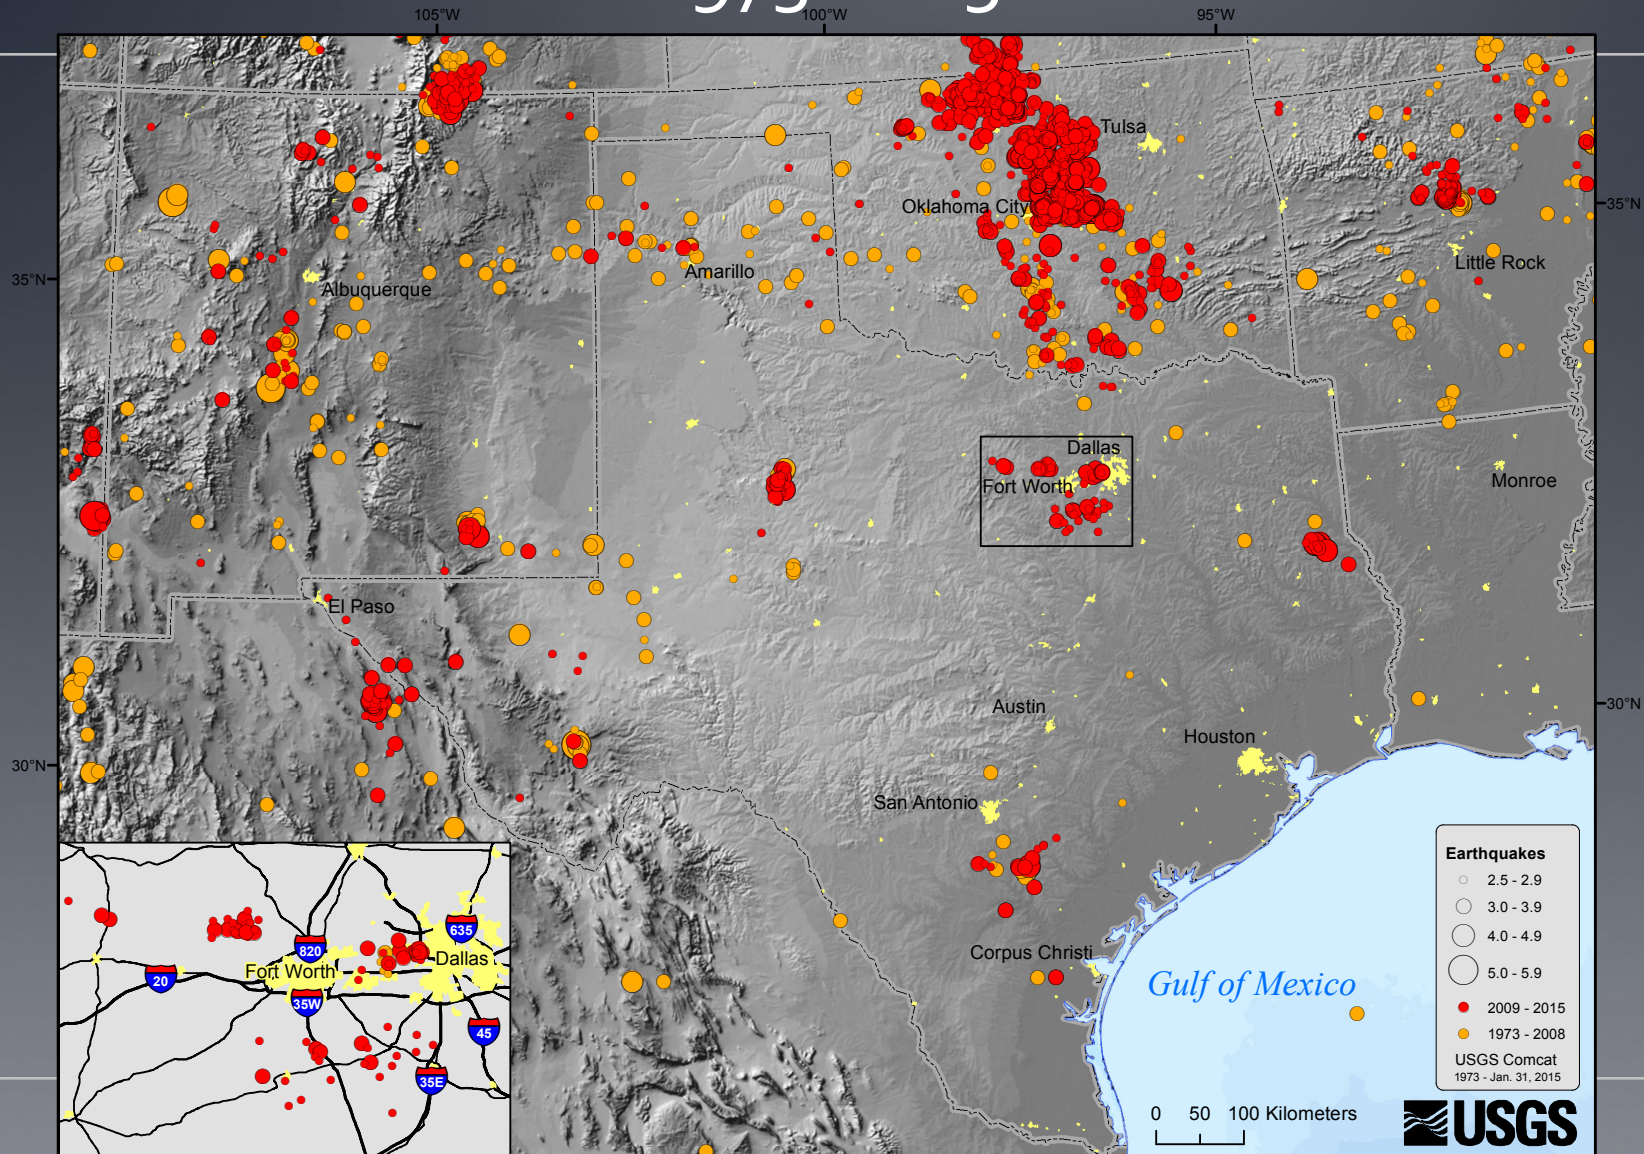 105°W
100°W
95°W
Tulsa
Oklahoma City
35°N
Little Rock
Amarillo
35°N
Albuquerque
Dallas
Fort Worth
Monroe
El Paso
Austin
30°N
Houston
30°N
San Antonio
Corpus Christi
Gulf of Mexico
635
820
Dallas
Fort Worth
20
35W
45
35E
Earthquakes
2.5 - 2.9
3.0 - 3.9
4.0 - 4.9
5.0 - 5.9
2009 - 2015
1973 - 2008
USGS Comcat
1973 - Jan. 31, 2015
0 50 100 Kilometers
USGS